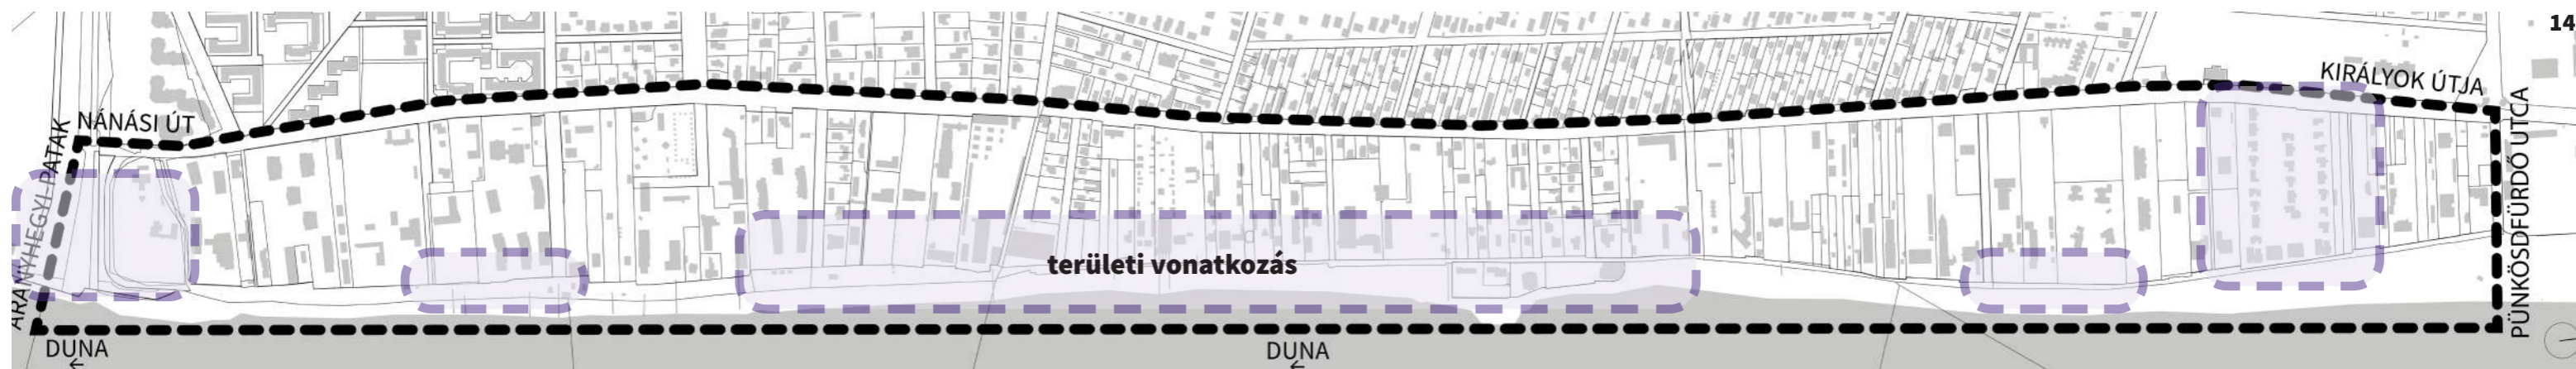 14
KIRÁLYOK ÚTJA
NÁNÁSI ÚT
ARANYHEGYI PATAK
PÜNKÖSDFÜRDŐ UTCA
területi vonatkozás
DUNA
←
DUNA
←